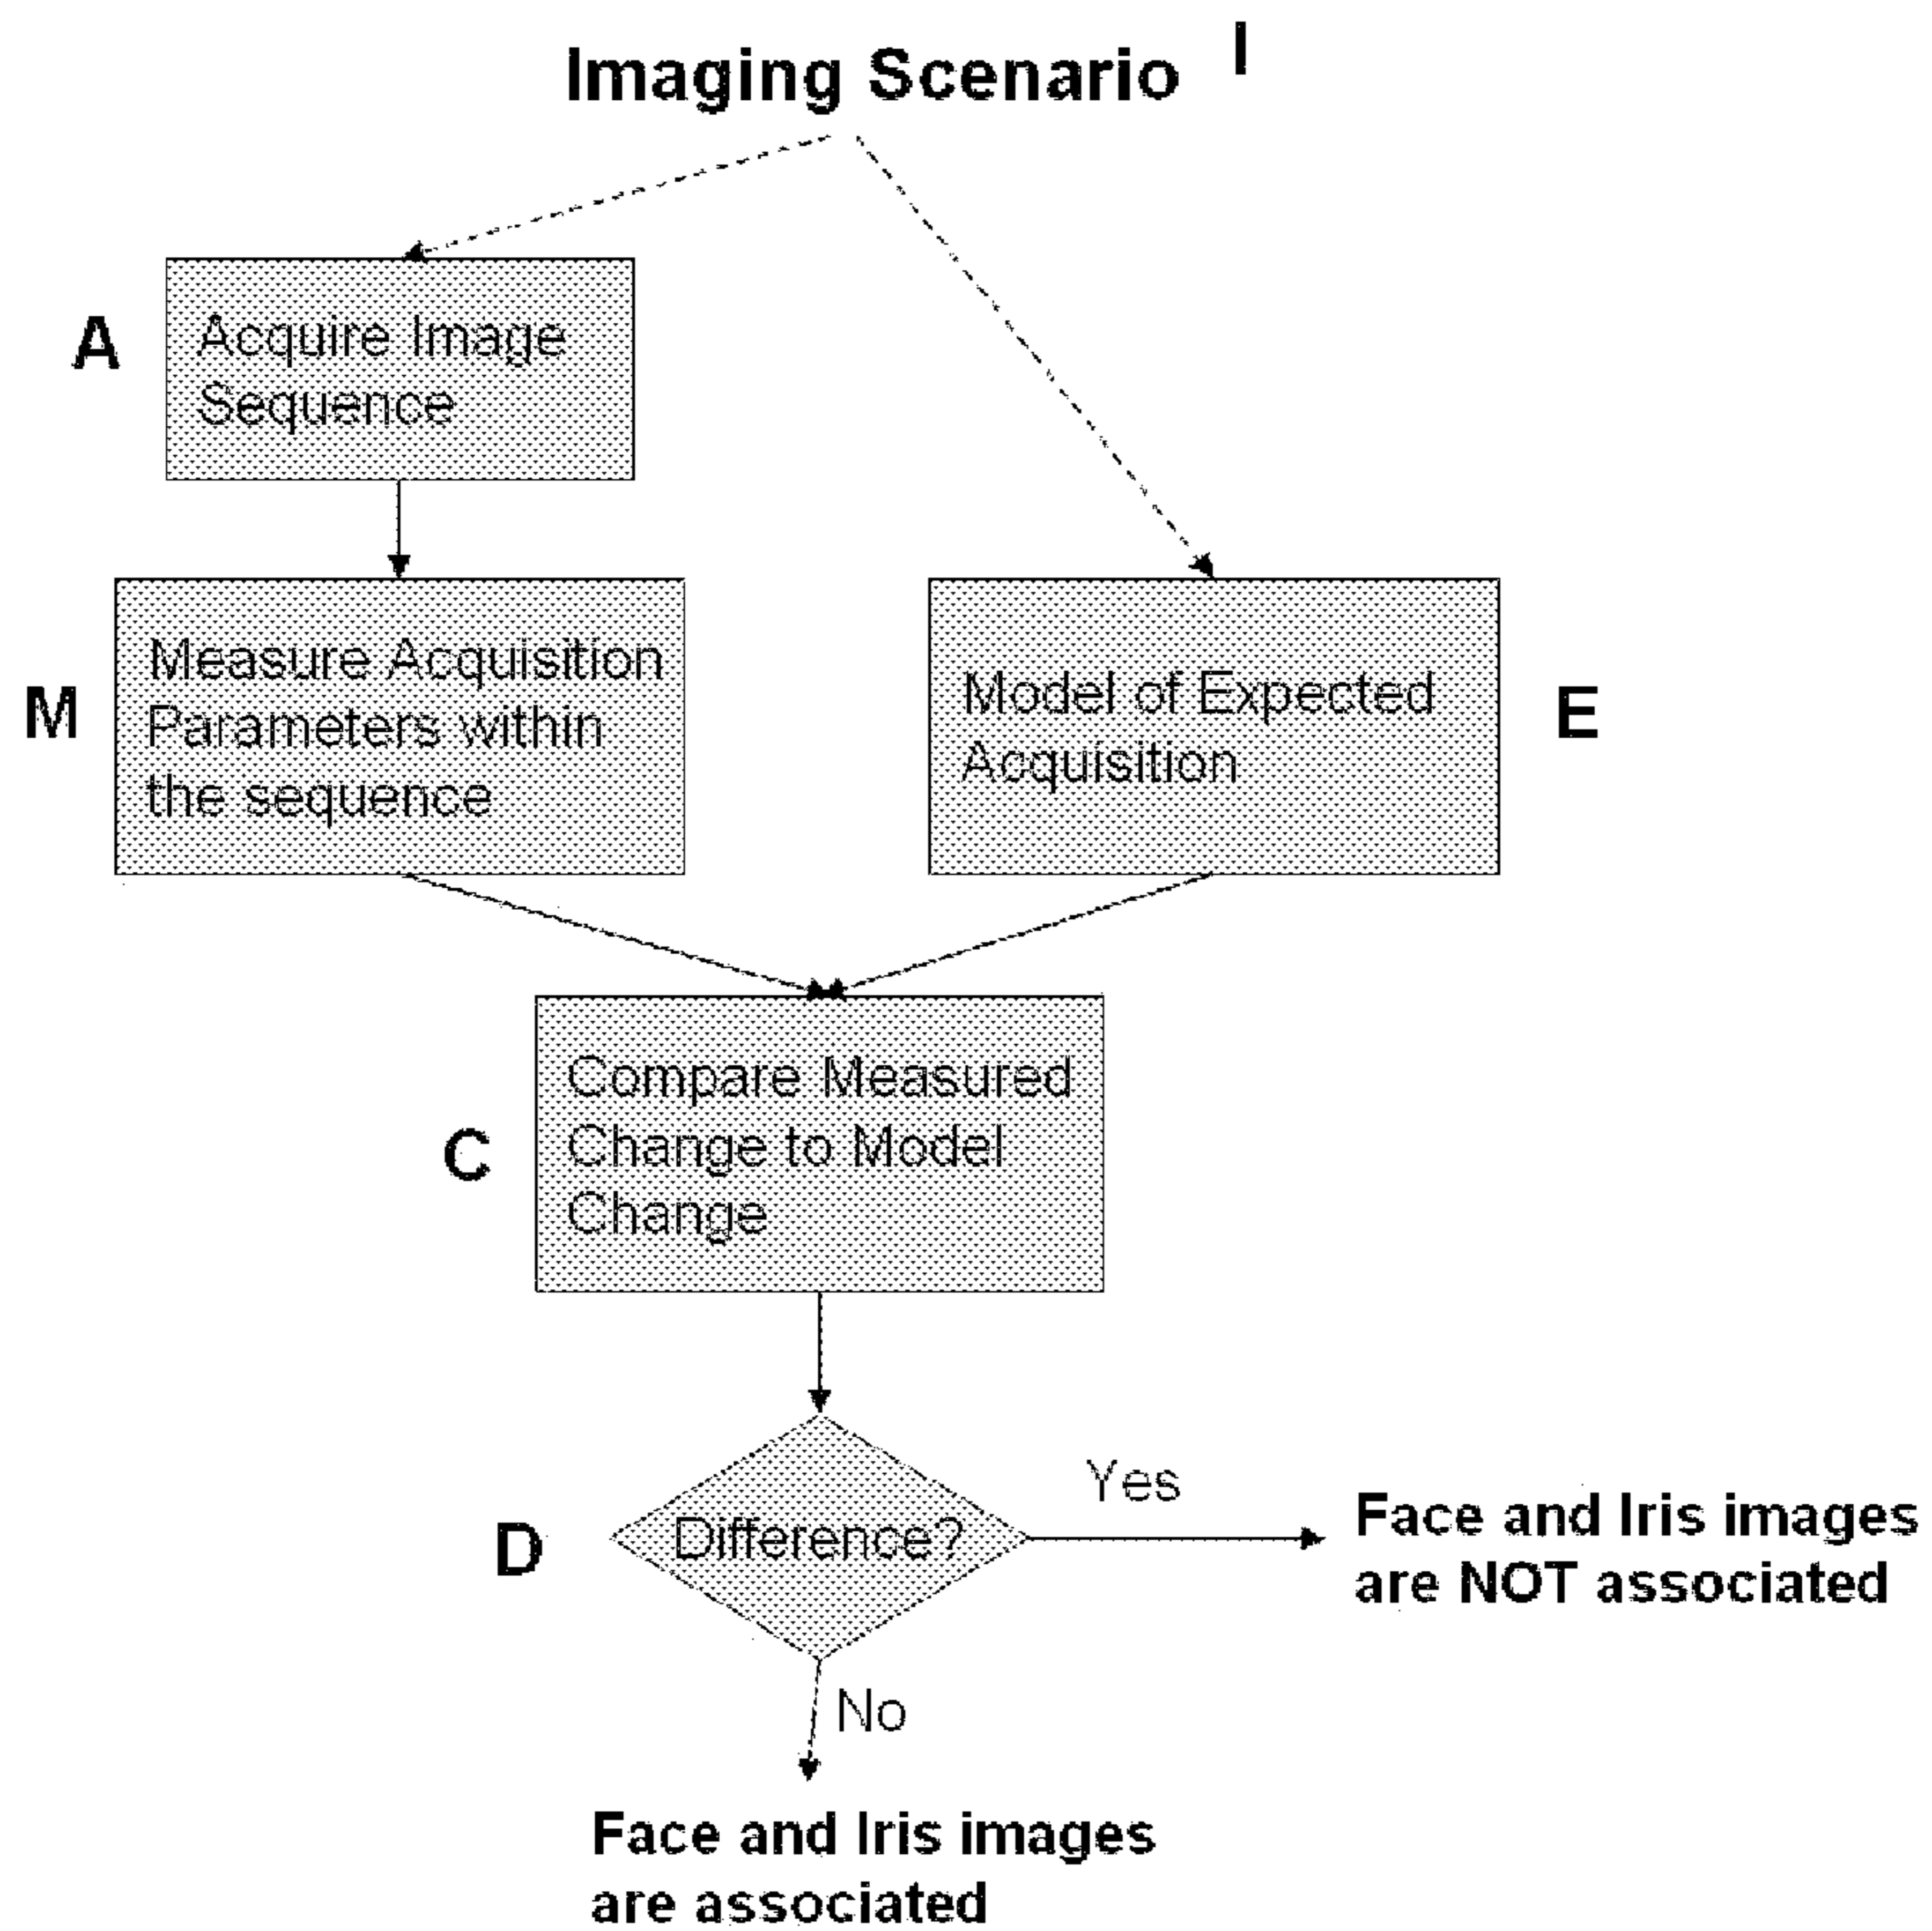 Imaging Scenario I
A
Acquire Image
Sequence
M
Measure Acquisition
Parameters within
the sequence
Model of Expected
Acquisition
E
C
Compare Measured
Change to Model
Change
D
Difference?
Yes
Face and Iris images
are NOT associated
No
Face and Iris images
are associated